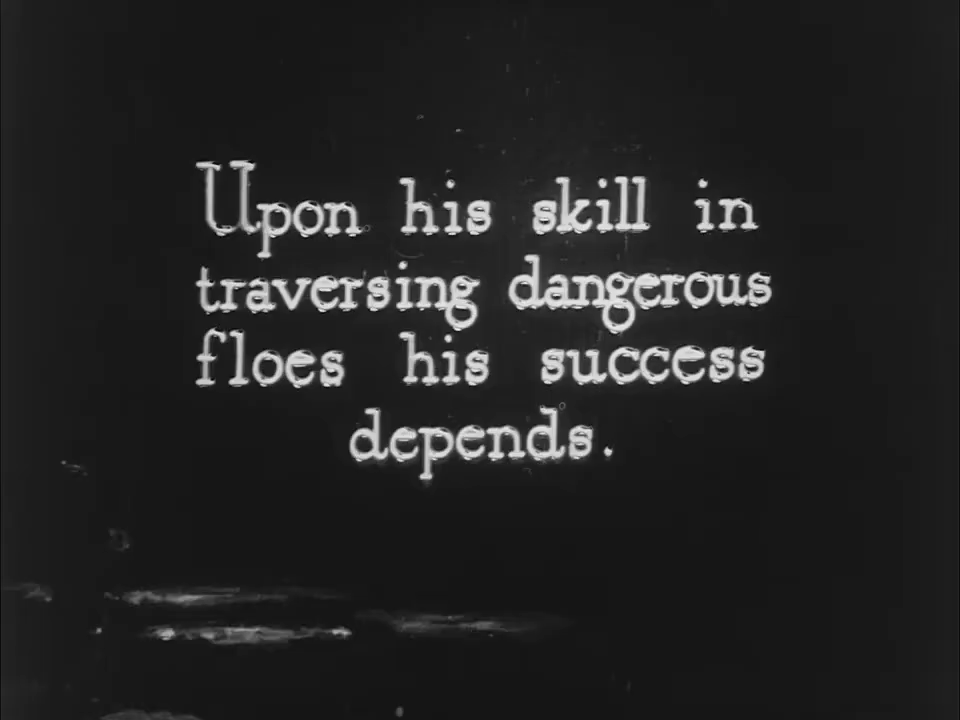 Upon his skill in
traversing dangerous
floes his success
depends.